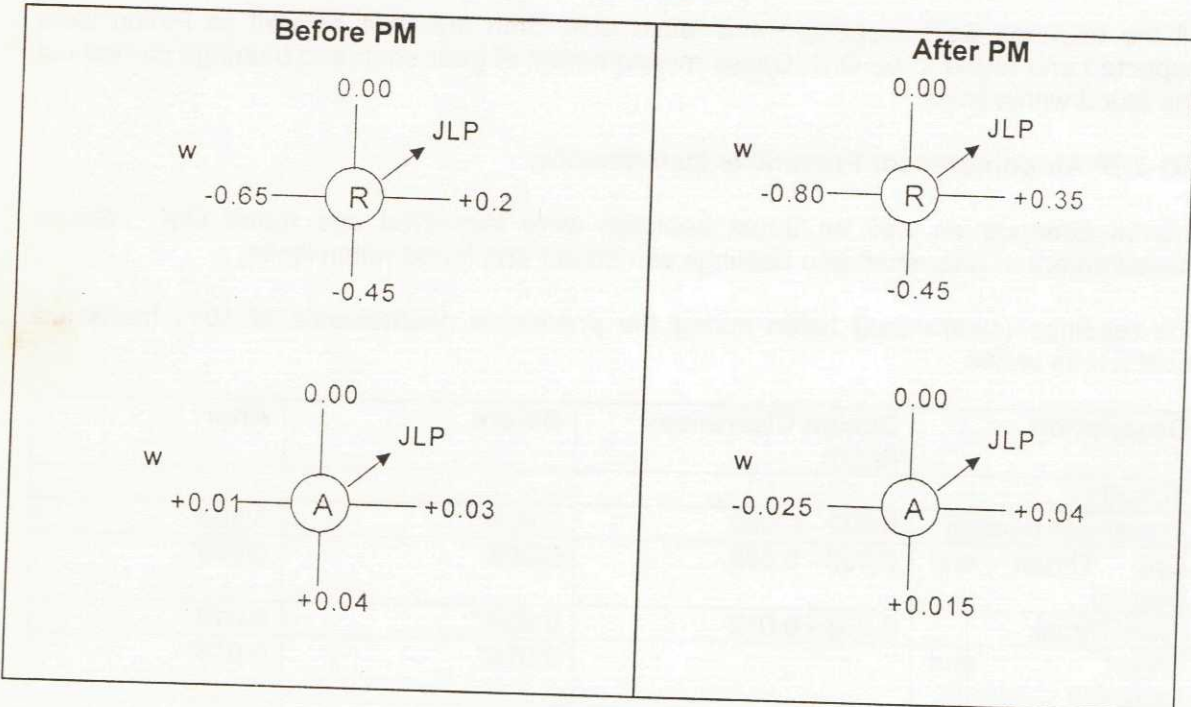 Before PM
0.00
JLP
w
-0.65
R
+0.2
-0.45
0.00
JLP
w
+0.01
A
+0.03
+0.04
After PM
0.00
JLP
w
-0.80
R
+0.35
-0.45
0.00
JLP
w
-0.025
A
+0.04
+0.015